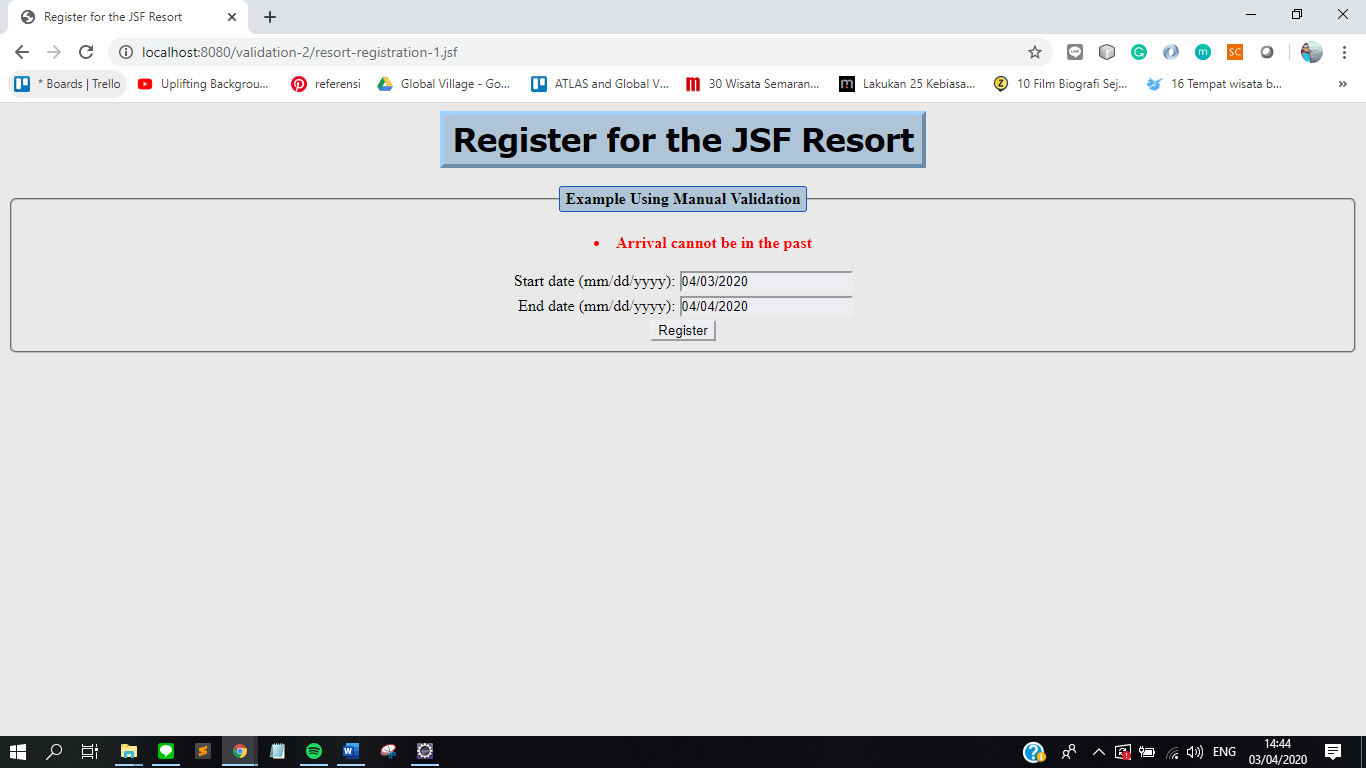 Register for the JSF Resort
localhost:8080/validation-2/resort-registration-1.jsf
* Boards | Trello
Uplifting Backgrou...
referensi
Global Village - Go...
ATLAS and Global V...
30 Wisata Semaran...
Lakukan 25 Kebiasa...
10 Film Biografi Sej...
16 Tempat wisata b...
»
Register for the JSF Resort
Example Using Manual Validation
• Arrival cannot be in the past
Start date (mm/dd/yyyy): 04/03/2020
End date (mm/dd/yyyy): 04/04/2020
Register
ENG
14:44
03/04/2020